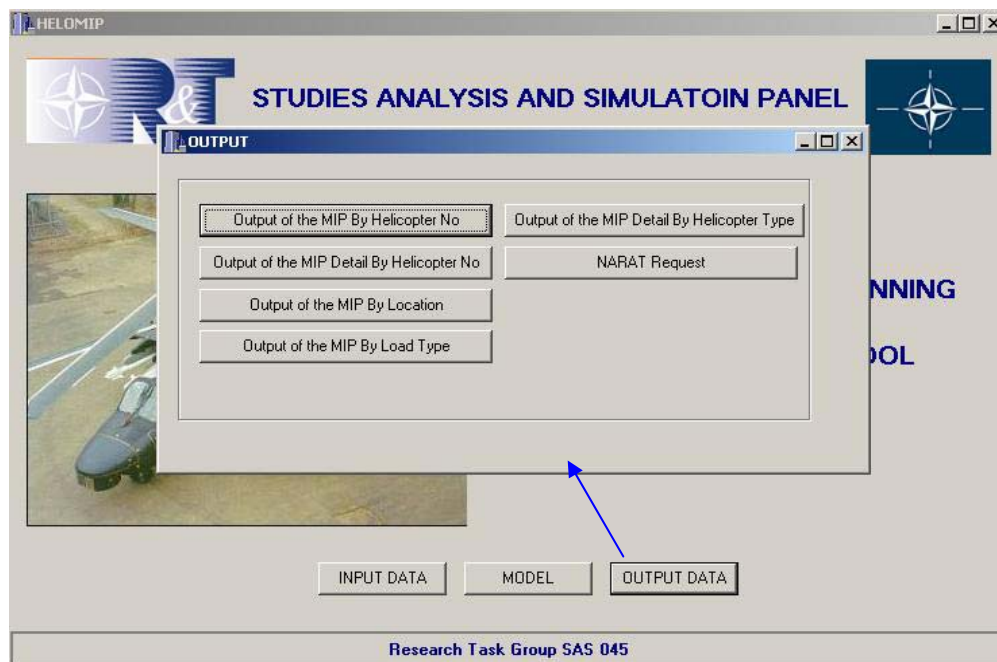 HELOMIP
R&T
STUDIES ANALYSIS AND SIMULATOIN PANEL
OUTPUT
Output of the MIP By Helicopter No
Output of the MIP Detail By Helicopter Type
Output of the MIP Detail By Helicopter No
NARAT Request
Output of the MIP By Location
Output of the MIP By Load Type
NNING
OOL
INPUT DATA
MODEL
OUTPUT DATA
Research Task Group SAS 045